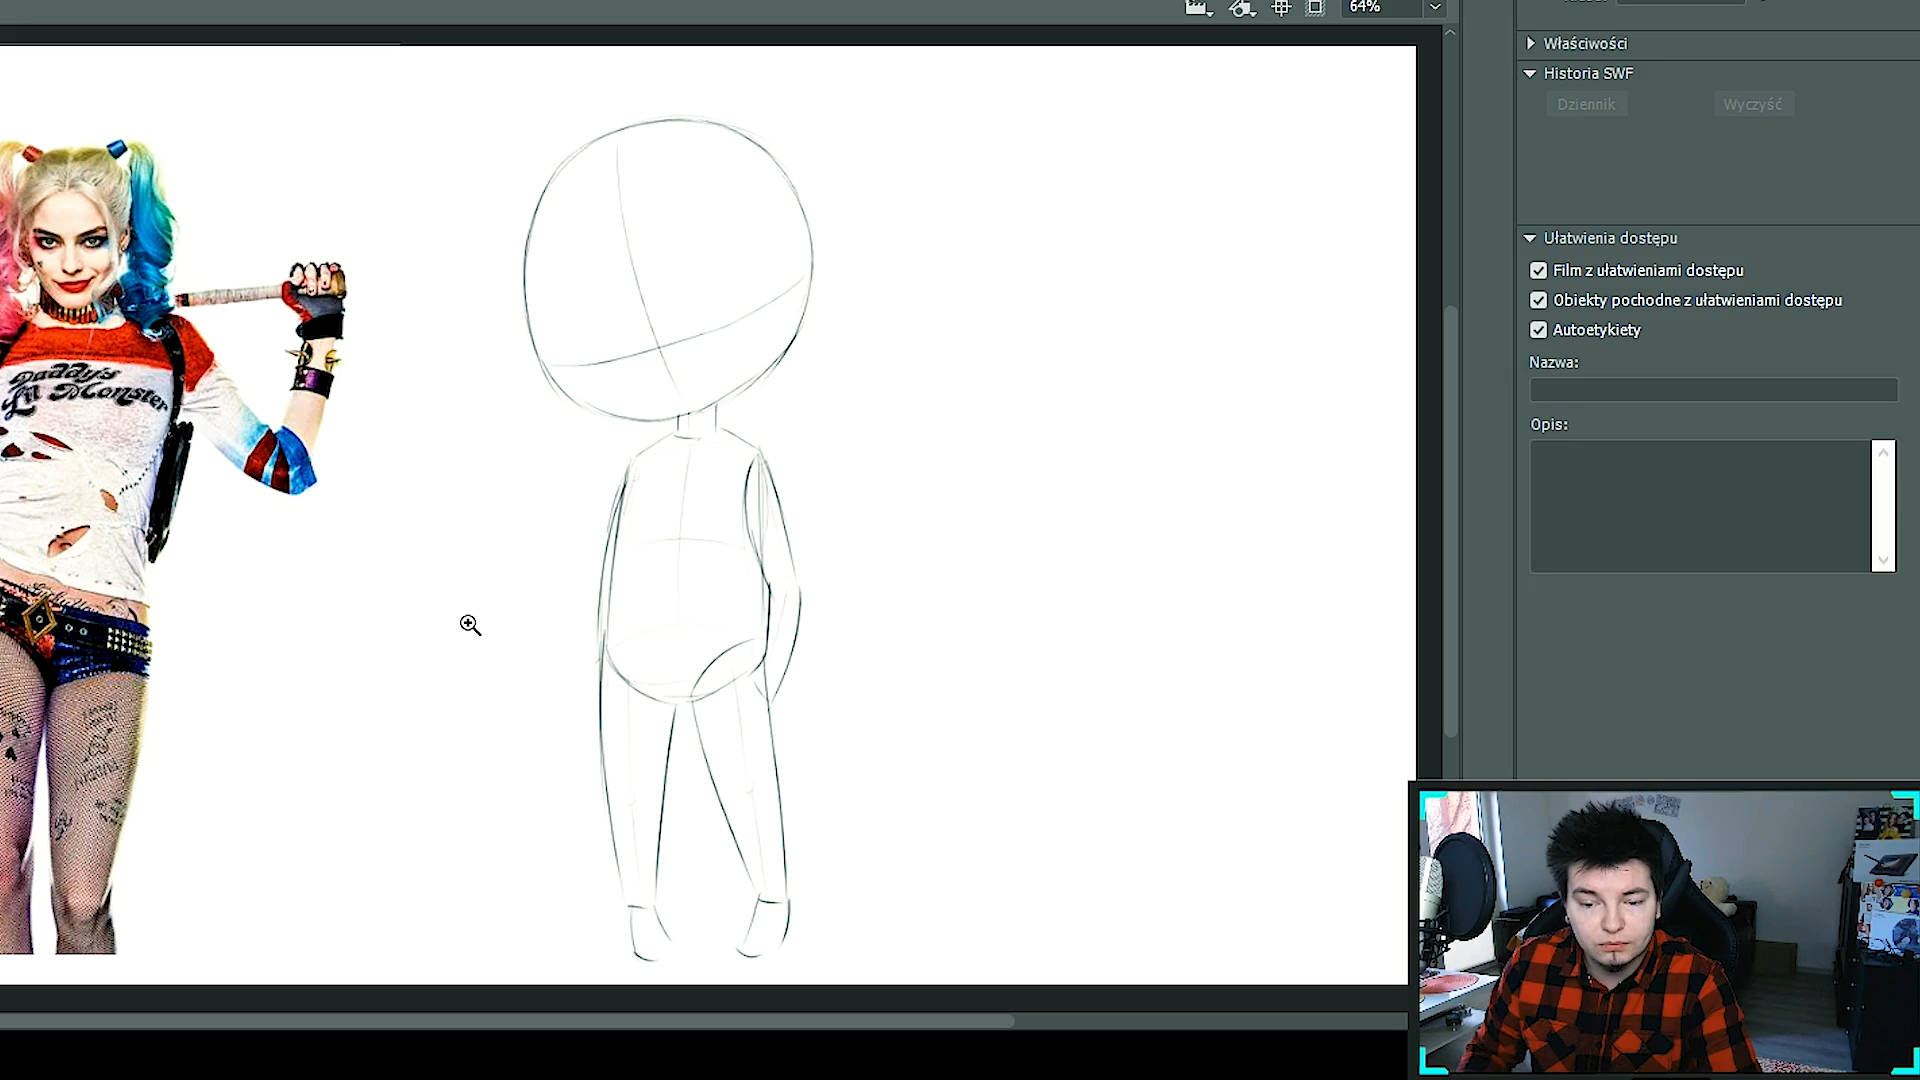 64%
Właściwości
Historia SWF
Dziennik
Wyczyść
Ułatwienia dostępu
Film z ułatwieniami dostępu
Obiekty pochodne z ułatwieniami dostępu
Autoetykiety
Nazwa:
Opis:
Daddy's
Lil Monster